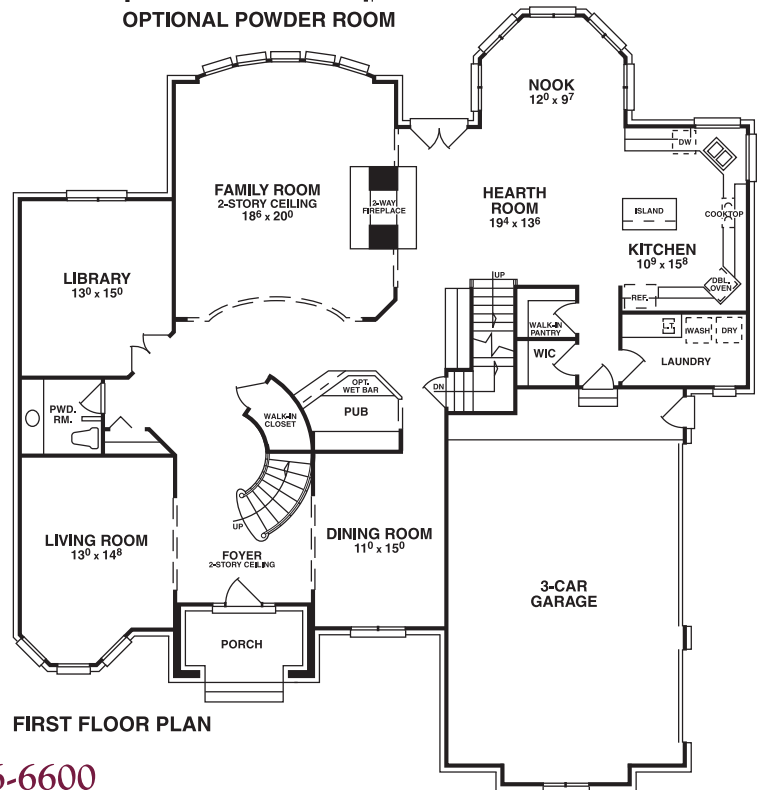 OPTIONAL POWDER ROOM
NOOK
12⁰ x 9⁷
DW
FAMILY ROOM
2-STORY CEILING
18⁶ x 20⁰
2-WAY
FIREPLACE
HEARTH
ROOM
19⁴ x 13⁶
ISLAND
COOKTOP
KITCHEN
10⁹ x 15⁸
DBL.
OVEN
REF.
LIBRARY
13⁰ x 15⁰
UP
WALK-IN
PANTRY
L.T.
WASH
DRY
WIC
LAUNDRY
DN
OPT.
WET BAR
PUB
WALK-IN
CLOSET
PWD.
RM.
LIVING ROOM
13⁰ x 14⁸
UP
FOYER
2-STORY CEILING
DINING ROOM
11⁰ x 15⁰
3-CAR
GARAGE
PORCH
FIRST FLOOR PLAN
-6600